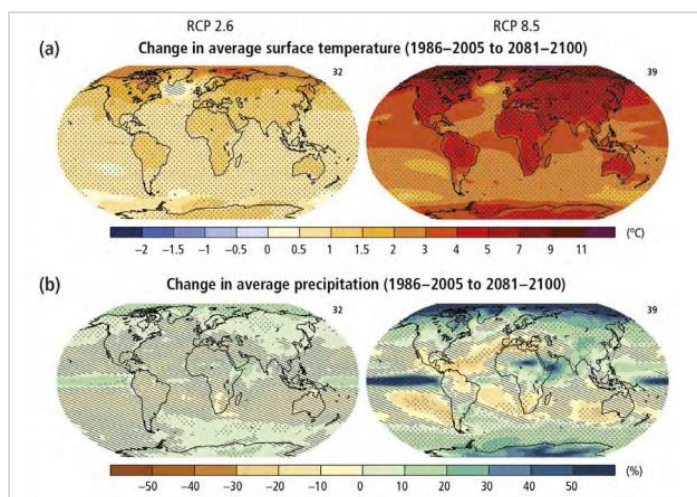 RCP 2.6 RCP 8.5
(a) Change in average surface temperature (1986–2005 to 2081–2100)
32 39
−2 −1.5 −1 −0.5 0 0.5 1 1.5 2 3 4 5 7 9 11 (°C)
(b) Change in average precipitation (1986–2005 to 2081–2100)
32 39
−50 −40 −30 −20 −10 0 10 20 30 40 50 (%)